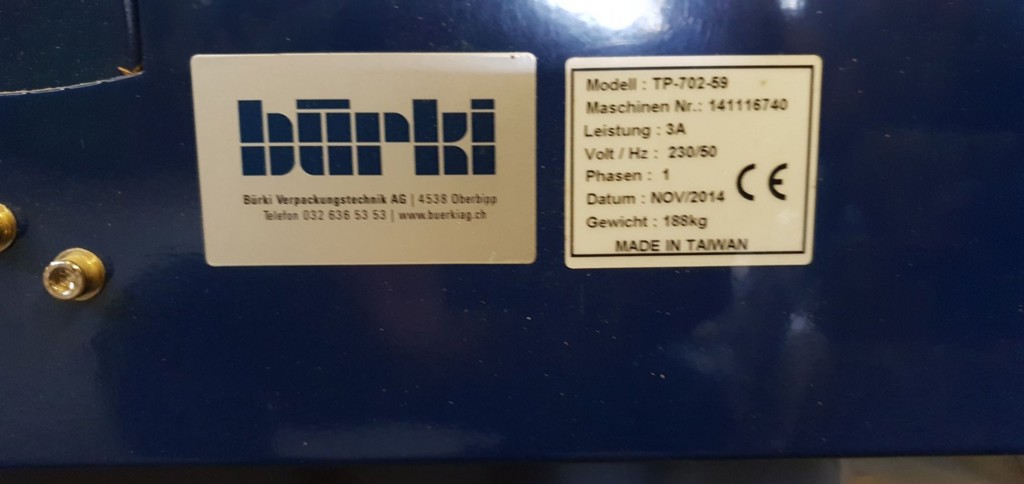 bürki
Bürki Verpackungstechnik AG | 4538 Oberbipp
Telefon 032 636 53 53 | www.buerkiag.ch
Modell : TP-702-59
Maschinen Nr.: 141116740
Leistung : 3A
Volt / Hz : 230/50
Phasen : 1
Datum : NOV/2014
Gewicht : 188kg
CE
MADE IN TAIWAN